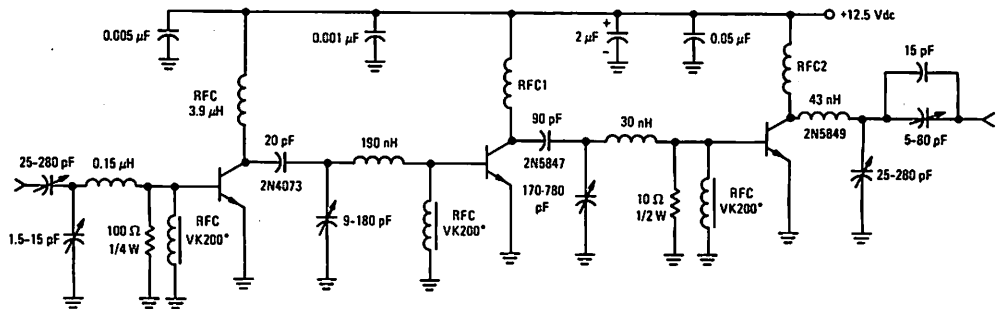 +12.5 Vdc
0.005 µF
0.001 µF
2 µF
+
−
0.05 µF
15 pF
RFC
3.9 µH
RFC1
RFC2
43 nH
2N5849
5–80 pF
20 pF
2N4073
190 nH
90 pF
2N5847
30 nH
25–280 pF
0.15 µH
1.5–15 pF
100 Ω
1/4 W
RFC
VK200*
9–180 pF
RFC
VK200*
170-780
pF
10 Ω
1/2 W
RFC
VK200*
25–280 pF